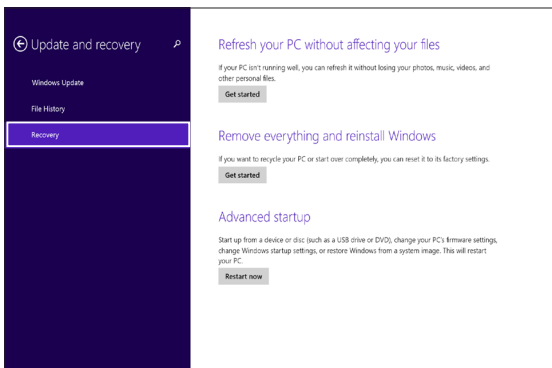 Update and recovery
Windows Update
File History
Recovery
Refresh your PC without affecting your files
If your PC isn't running well, you can refresh it without losing your photos, music, videos, and
other personal files.
Get started
Remove everything and reinstall Windows
If you want to recycle your PC or start over completely, you can reset it to its factory settings.
Get started
Advanced startup
Start up from a device or disc (such as a USB drive or DVD), change your PC's firmware settings,
change Windows startup settings, or restore Windows from a system image. This will restart
your PC.
Restart now